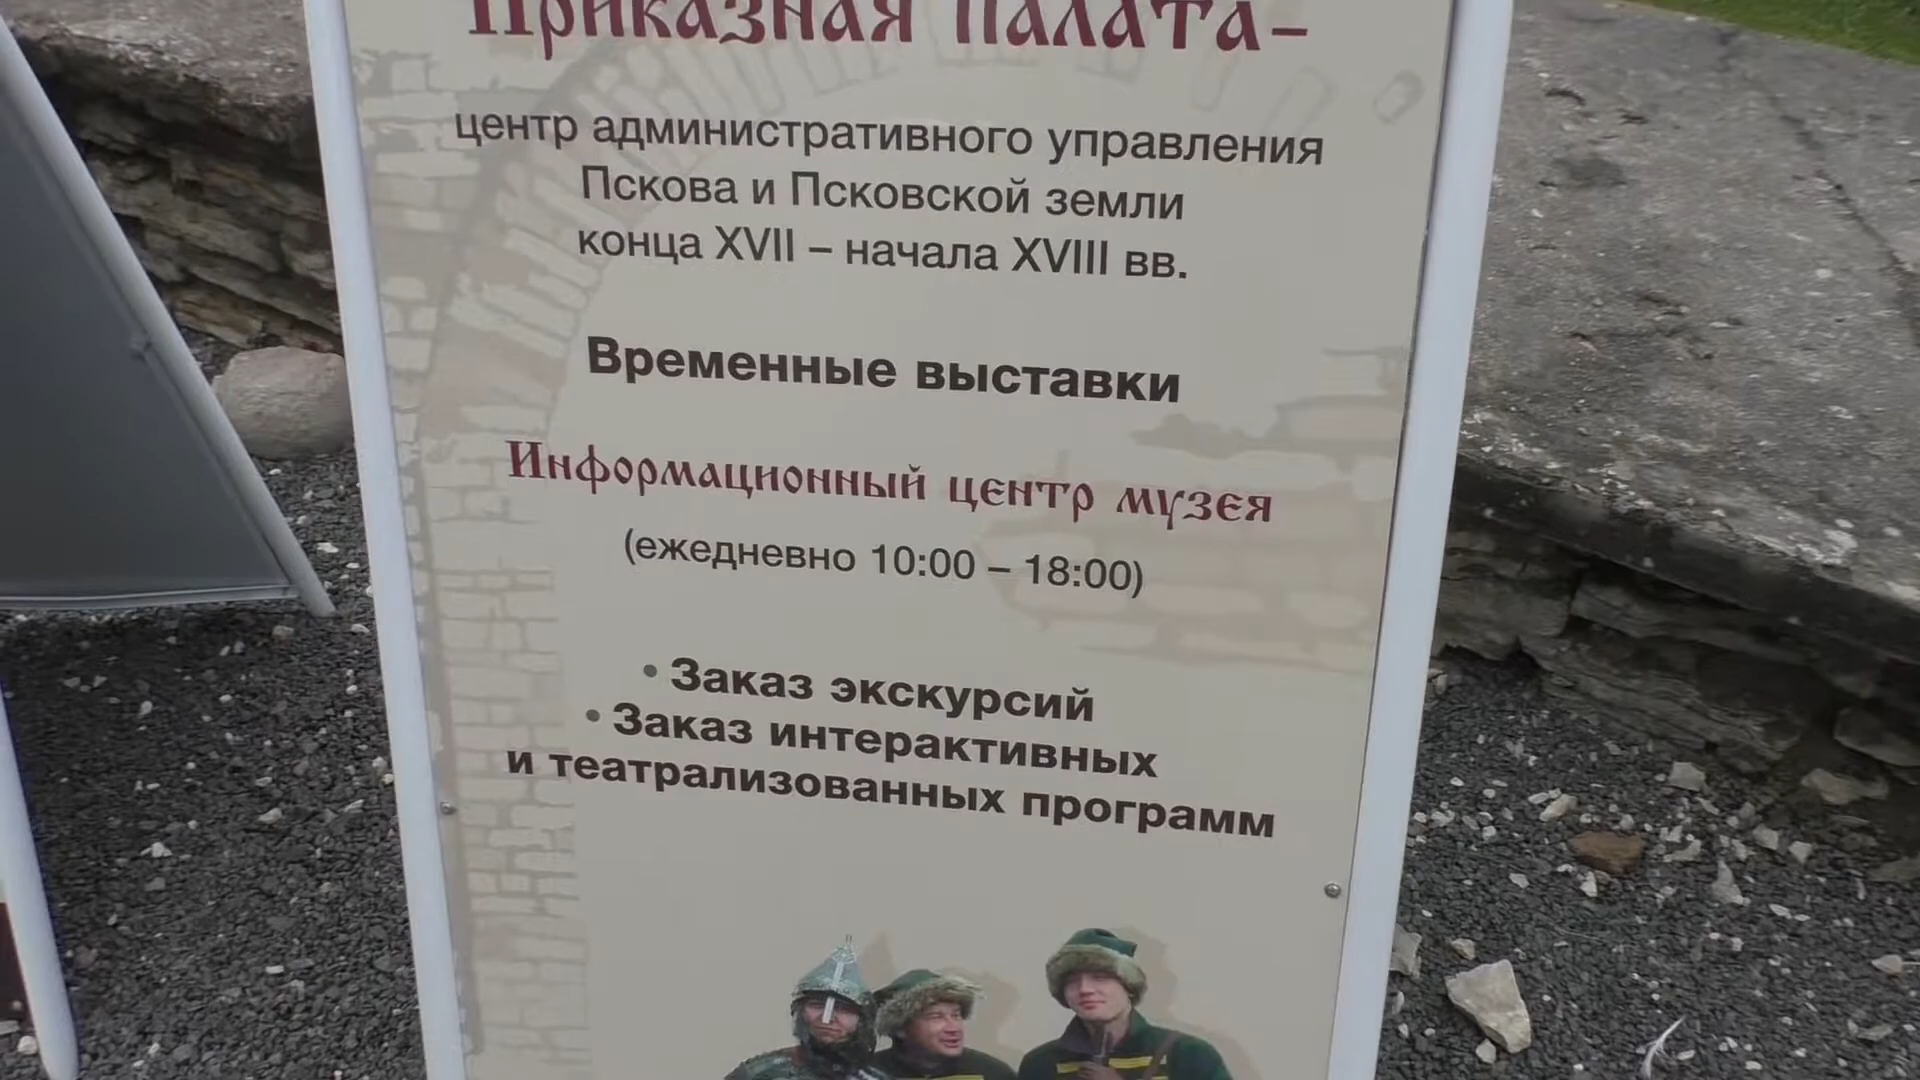 Приказная палата–
центр административного управления
Пскова и Псковской земли
конца XVII – начала XVIII вв.
Временные выставки
Информационный центр музея
(ежедневно 10:00 – 18:00)
• Заказ экскурсий
• Заказ интерактивных
и театрализованных программ